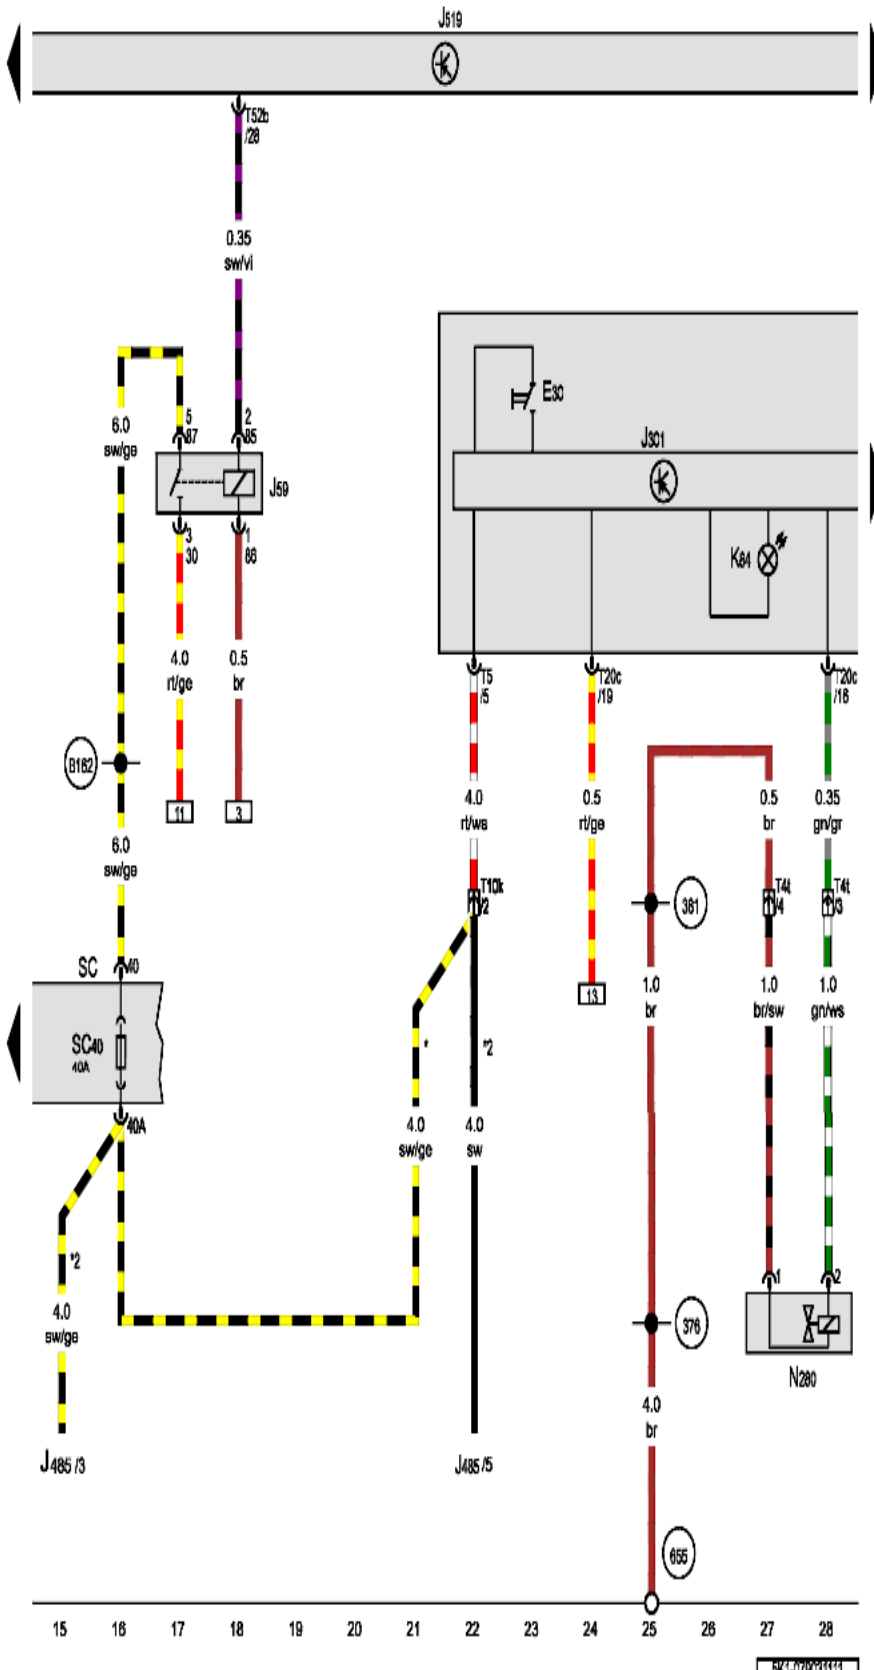 J519
T52b
/28
0.35
sw/vi
5
87
2
85
6.0
sw/ge
E30
J301
J59
3
30
1
86
K84
4.0
rt/ge
0.5
br
T5
/5
T20c
/19
T20c
/16
B162
11
3
4.0
rt/ws
0.5
rt/ge
0.5
br
0.35
gn/gr
6.0
sw/ge
T10k
/2
381
T4t
/4
T4t
/3
SC
40
13
1.0
br
1.0
br/sw
1.0
gn/ws
SC40
40A
*
*2
40A
4.0
sw/ge
4.0
sw
*2
1
2
4.0
sw/ge
376
N280
4.0
br
J485 /3
J485 /5
655
15 16 17 18 19 20 21 22 23 24 25 26 27 28